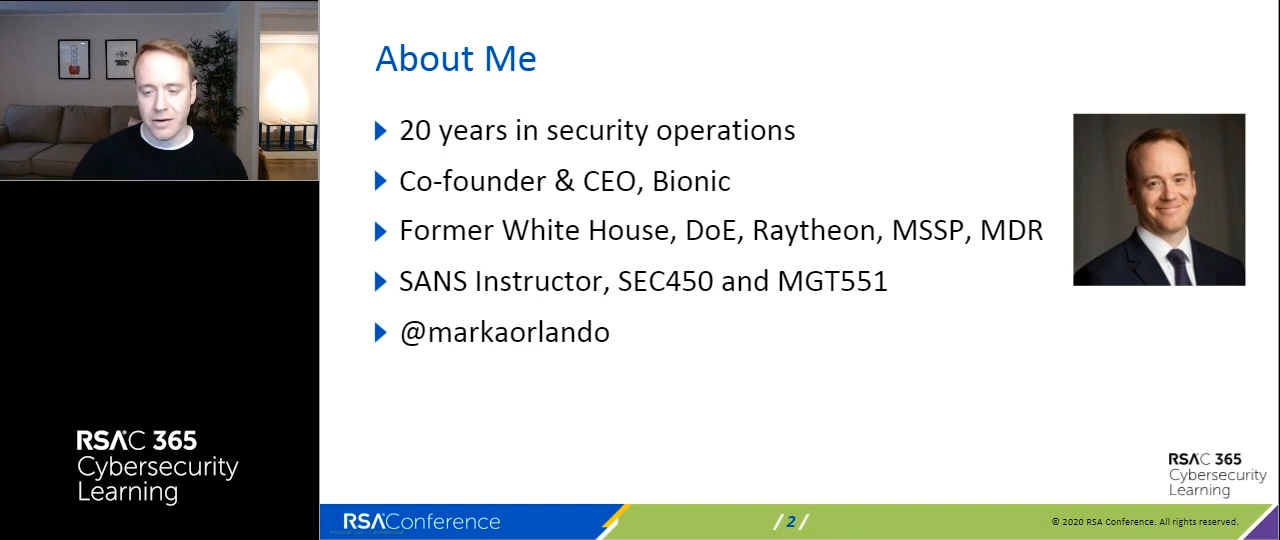 About Me
20 years in security operations
Co-founder & CEO, Bionic
Former White House, DoE, Raytheon, MSSP, MDR
SANS Instructor, SEC450 and MGT551
@markaorlando
RSAC 365
Cybersecurity
Learning
RSAC 365
Cybersecurity
Learning
RSAConference
/ 2 /
© 2020 RSA Conference. All rights reserved.